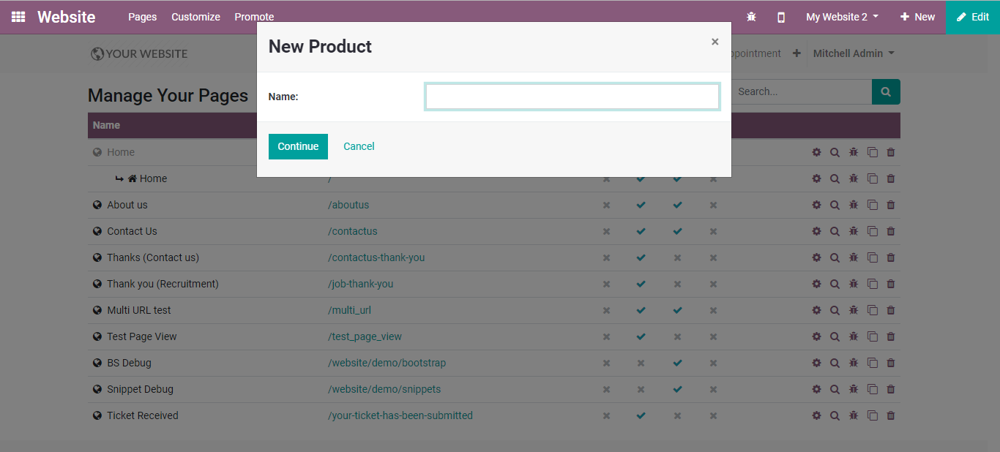 Website Pages Customize Promote My Website 2 New Edit
New Product ×
YOUR WEBSITE ppointment Mitchell Admin
Manage Your Pages Name: Search...
Name
Continue Cancel
Home
Home /
About us /aboutus
Contact Us /contactus
Thanks (Contact us) /contactus-thank-you
Thank you (Recruitment) /job-thank-you
Multi URL test /multi_url
Test Page View /test_page_view
BS Debug /website/demo/bootstrap
Snippet Debug /website/demo/snippets
Ticket Received /your-ticket-has-been-submitted